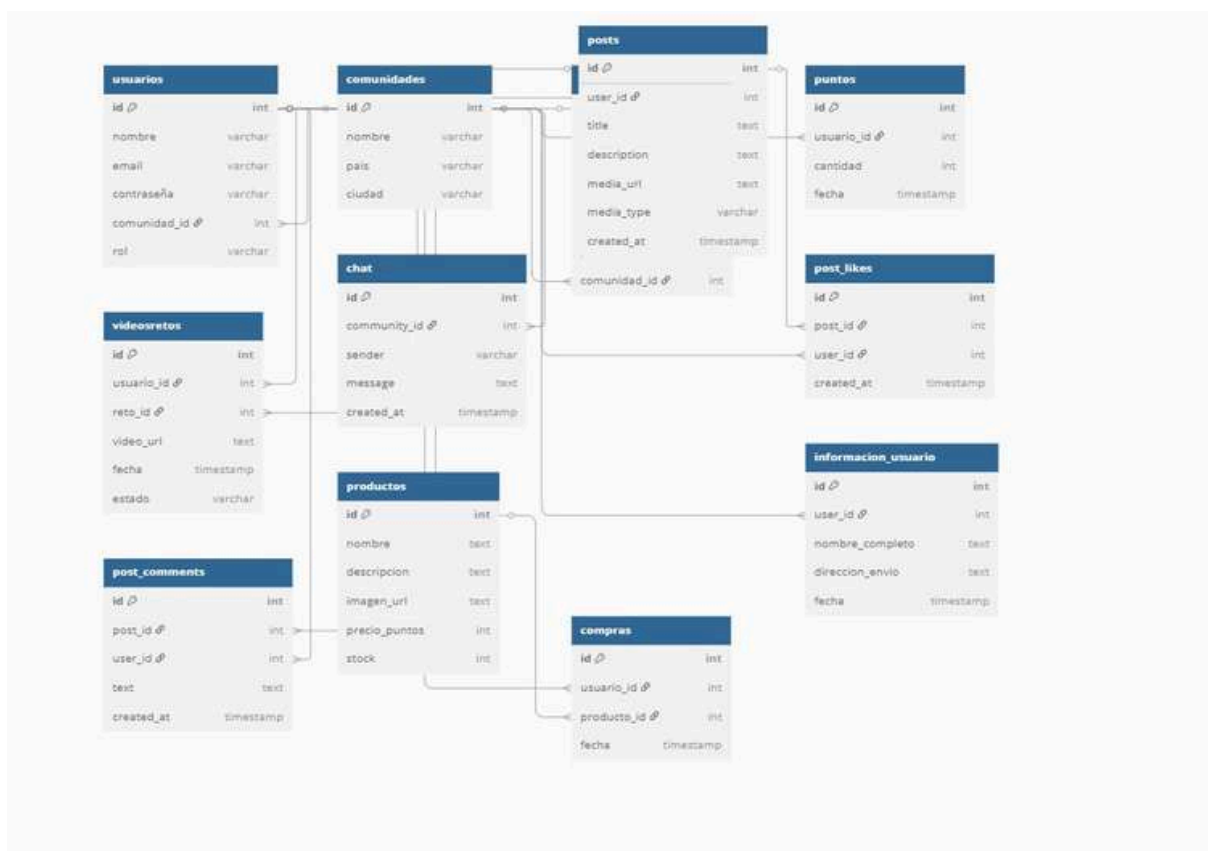 usuarios
id int
nombre varchar
email varchar
contraseña varchar
comunidad_id int
rol varchar
comunidades
id int
nombre varchar
pais varchar
ciudad varchar
posts
id int
user_id int
title text
description text
media_url text
media_type varchar
created_at timestamp
comunidad_id int
puntos
id int
usuario_id int
cantidad int
fecha timestamp
chat
id int
community_id int
sender varchar
message text
created_at timestamp
post_likes
id int
post_id int
user_id int
created_at timestamp
videosretos
id int
usuario_id int
reto_id int
video_url text
fecha timestamp
estado varchar
informacion_usuario
id int
user_id int
nombre_completo text
direccion_envio text
fecha timestamp
productos
id int
nombre text
descripcion text
imagen_url text
precio_puntos int
stock int
post_comments
id int
post_id int
user_id int
text text
created_at timestamp
compras
id int
usuario_id int
producto_id int
fecha timestamp